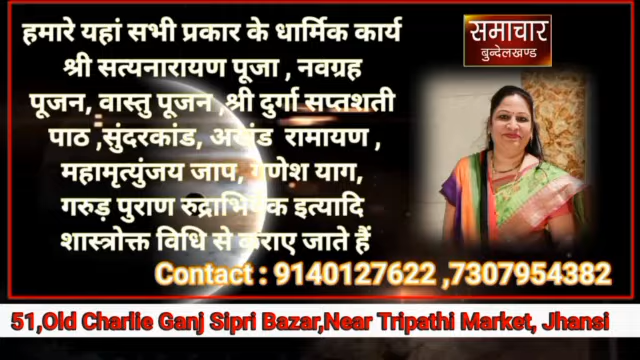 हमारे यहां सभी प्रकार के धार्मिक कार्य
श्री सत्यनारायण पूजा , नवग्रह
पूजन, वास्तु पूजन ,श्री दुर्गा सप्तशती
पाठ ,सुंदरकांड, अखंड रामायण ,
महामृत्युंजय जाप, गणेश याग,
गरुड़ पुराण रुद्राभिषेक इत्यादि
शास्त्रोक्त विधि से कराए जाते हैं
समाचार
बुन्देलखण्ड
Contact : 9140127622 ,7307954382
51,Old Charlie Ganj Sipri Bazar,Near Tripathi Market, Jhansi